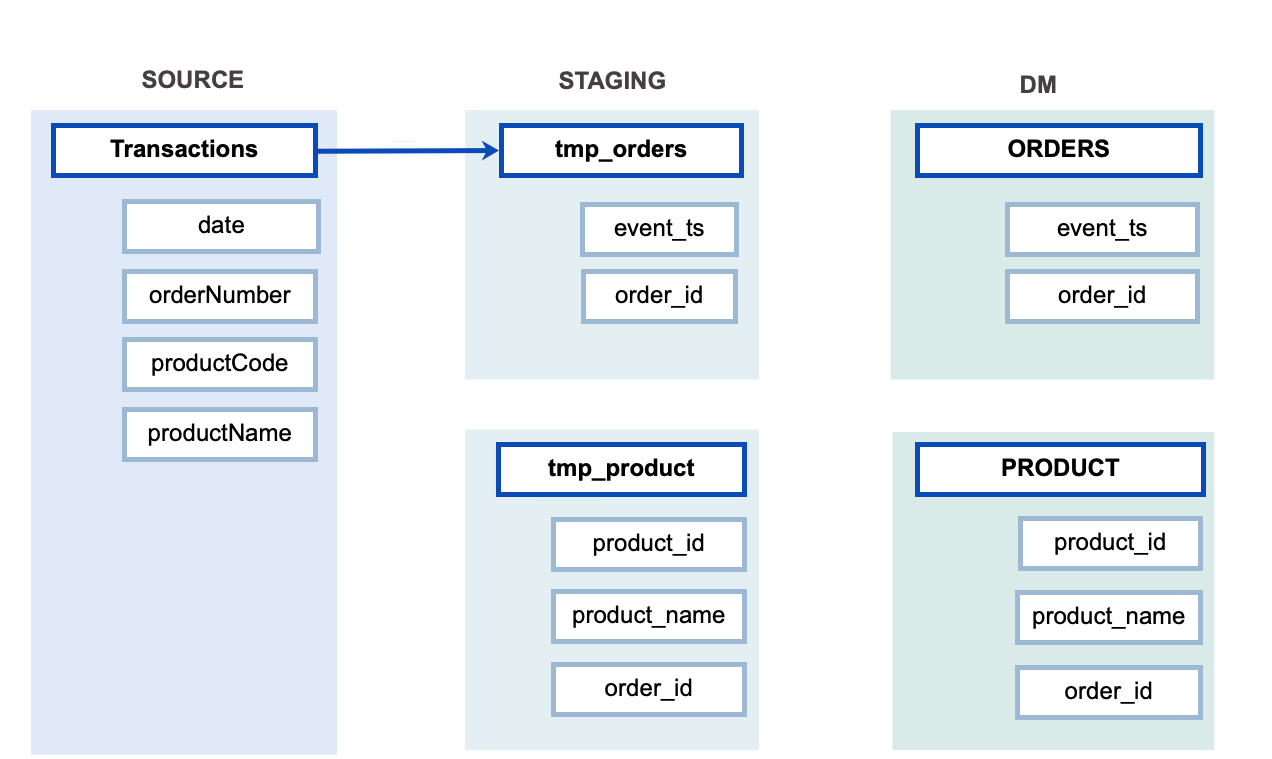 SOURCE
STAGING
DM
Transactions
date
orderNumber
productCode
productName
tmp_orders
event_ts
order_id
tmp_product
product_id
product_name
order_id
ORDERS
event_ts
order_id
PRODUCT
product_id
product_name
order_id